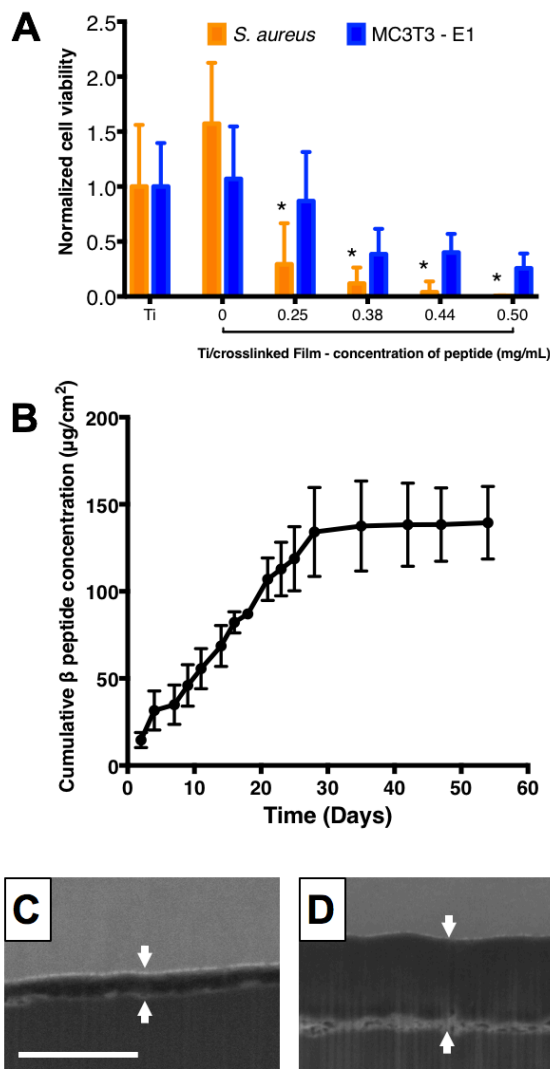 A
S. aureus
MC3T3 - E1
Normalized cell viability
2.5
2.0
1.5
1.0
0.5
0.0
*
*
*
*
Ti
0
0.25
0.38
0.44
0.50
Ti/crosslinked Film - concentration of peptide (mg/mL)
B
Cumulative β peptide concentration (µg/cm²)
200
150
100
50
0
0
10
20
30
40
50
60
Time (Days)
C
D